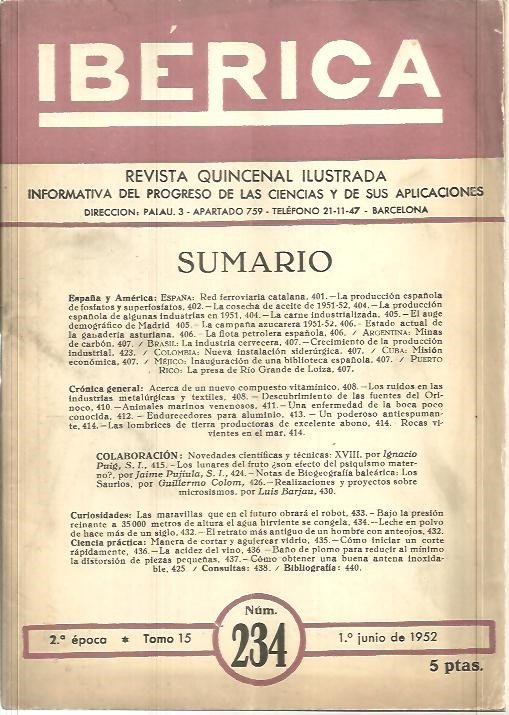 IBÉRICA
REVISTA QUINCENAL ILUSTRADA
INFORMATIVA DEL PROGRESO DE LAS CIENCIAS Y DE SUS APLICACIONES
DIRECCION: PALAU. 3 - APARTADO 759 - TELÉFONO 21-11-47 - BARCELONA
SUMARIO
España y América: ESPAÑA: Red ferroviaria catalana, 401.—La producción española
de fosfatos y superfosfatos, 402.—La cosecha de aceite de 1951-52, 404.—La producción
española de algunas industrias en 1951, 404.—La carne industrializada, 405.—El auge
demográfico de Madrid 405.—La campaña azucarera 1951-52, 406.- Estado actual de
la ganadería asturiana, 406.—La flota petrolera española, 406. / ARGENTINA: Minas
de carbón. 407. / BRASIL: La industria cervecera, 407.—Crecimiento de la producción
industrial. 423. / COLOMBIA: Nueva instalación siderúrgica. 407. / CUBA: Misión
económica, 407. / MÉJICO: Inauguración de una biblioteca española. 407. / PUERTO
RICO: La presa de Río Grande de Loiza, 407.
Crónica general: Acerca de un nuevo compuesto vitamínico. 408.—Los ruidos en las
industrias metalúrgicas y textiles, 408. — Descubrimiento de las fuentes del Ori-
noco, 410.—Animales marinos venenosos, 411.—Una enfermedad de la boca poco
conocida, 412. — Endurecedores para aluminio, 413. — Un poderoso antiespuman-
te, 414.—Las lombrices de tierra productoras de excelente abono, 414. Rocas vi-
vientes en el mar, 414.
COLABORACIÓN: Novedades científicas y técnicas: XVIII. por Ignacio
Puig, S. I., 415.-Los lunares del fruto ¿son efecto del psiquismo mater-
no?, por Jaime Pujiula, S. I., 424.—Notas de Biogeografía baleárica: Los
Saurios, por Guillermo Colom, 426.—Realizaciones y proyectos sobre
microsismos, por Luis Barjau, 430.
Curiosidades: Las maravillas que en el futuro obrará el robot, 433.-Bajo la presión
reinante a 35000 metros de altura el agua hirviente se congela, 434.—Leche en polvo
de hace más de un siglo, 432.—El retrato más antiguo de un hombre con anteojos, 432.
Ciencia práctica: Manera de cortar y agujerear vidrio, 435.—Cómo iniciar un corte
rápidamente, 436.—La acidez del vino, 436.—Baño de plomo para reducir al mínimo
la distorsión de piezas pequeñas, 437.—Cómo obtener una buena antena inoxida-
ble, 425 / Consultas: 438. / Bibliografía: 440.
Núm.
2.ª época * Tomo 15 234 1.º junio de 1952
5 ptas.